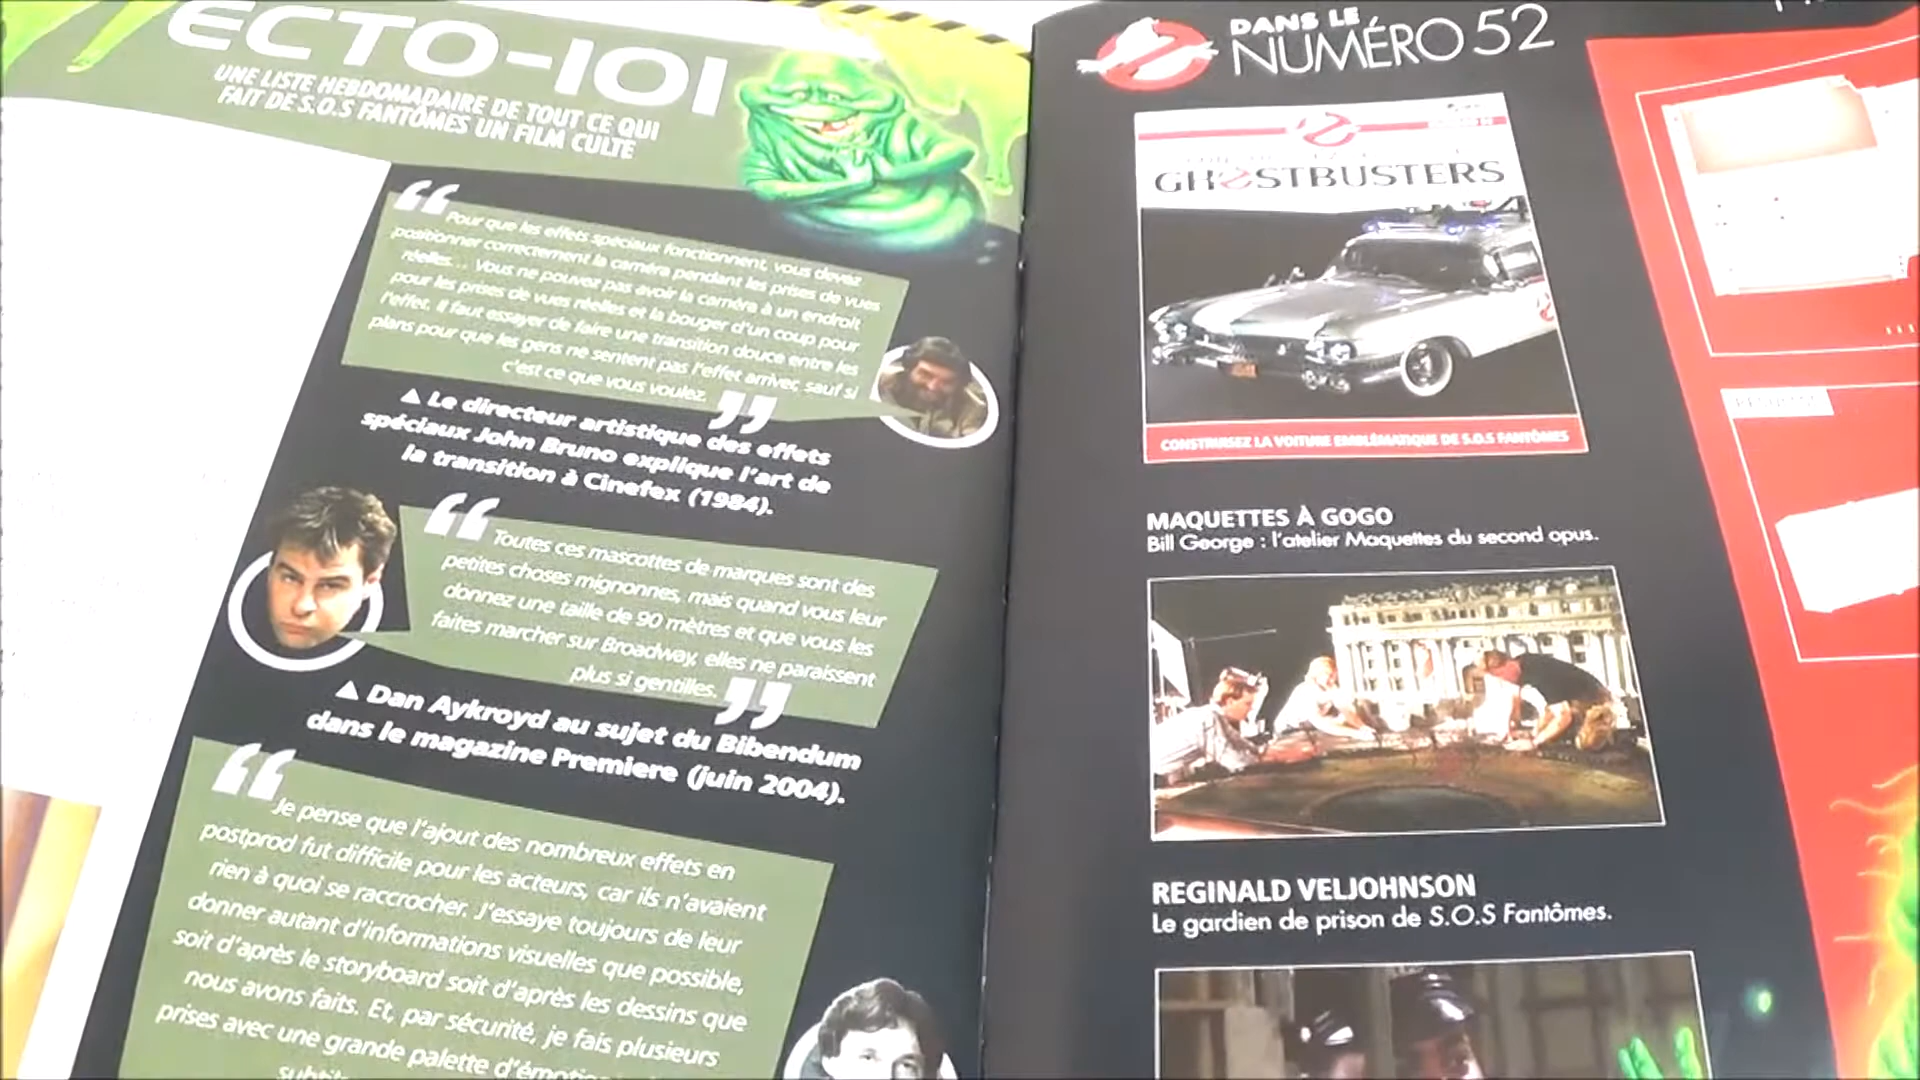 ECTO-101
UNE LISTE HEBDOMADAIRE DE TOUT CE QUI
FAIT DE S.O.S FANTÔMES UN FILM CULTE
“ Pour que les effets spéciaux fonctionnent, vous devez
positionner correctement la caméra pendant les prises de vues
réelles... Vous ne pouvez pas avoir la caméra à un endroit
pour les prises de vues réelles et la bouger d'un coup pour
l'effet. Il faut essayer de faire une transition douce entre les
plans pour que les gens ne sentent pas l'effet arriver, sauf si
c'est ce que vous voulez. ”
▲ Le directeur artistique des effets
spéciaux John Bruno explique l'art de
la transition à Cinefex (1984).
“ Toutes ces mascottes de marques sont des
petites choses mignonnes, mais quand vous leur
donnez une taille de 90 mètres et que vous les
faites marcher sur Broadway, elles ne paraissent
plus si gentilles. ”
▲ Dan Aykroyd au sujet du Bibendum
dans le magazine Premiere (juin 2004).
“ Je pense que l'ajout des nombreux effets en
postprod fut difficile pour les acteurs, car ils n'avaient
rien à quoi se raccrocher. J'essaye toujours de leur
donner autant d'informations visuelles que possible,
soit d'après le storyboard soit d'après les dessins que
nous avons faits. Et, par sécurité, je fais plusieurs
prises avec une grande palette
DANS LE
NUMÉRO 52
GHOSTBUSTERS
CONSTRUISEZ LA VOITURE EMBLÉMATIQUE DE S.O.S FANTÔMES
MAQUETTES À GOGO
Bill George : l'atelier Maquettes du second opus.
REGINALD VELJOHNSON
Le gardien de prison de S.O.S Fantômes.